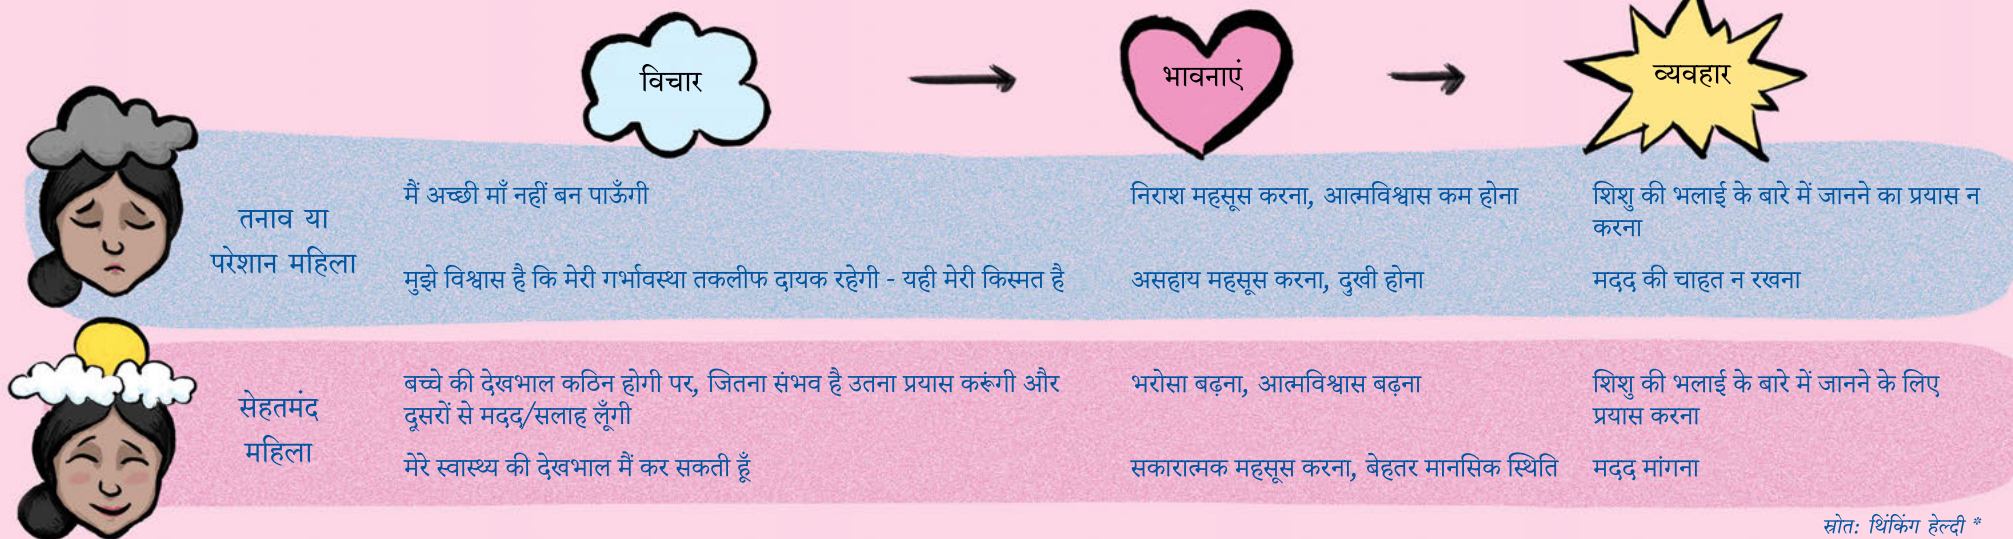 विचार
भावनाएं
व्यवहार
तनाव या
परेशान महिला
मैं अच्छी माँ नहीं बन पाऊँगी
निराश महसूस करना, आत्मविश्वास कम होना
शिशु की भलाई के बारे में जानने का प्रयास न
करना
मुझे विश्वास है कि मेरी गर्भावस्था तकलीफ दायक रहेगी - यही मेरी किस्मत है
असहाय महसूस करना, दुखी होना
मदद की चाहत न रखना
सेहतमंद
महिला
बच्चे की देखभाल कठिन होगी पर, जितना संभव है उतना प्रयास करूंगी और
दूसरों से मदद/सलाह लूँगी
भरोसा बढ़ना, आत्मविश्वास बढ़ना
शिशु की भलाई के बारे में जानने के लिए
प्रयास करना
मेरे स्वास्थ्य की देखभाल मैं कर सकती हूँ
सकारात्मक महसूस करना, बेहतर मानसिक स्थिति
मदद मांगना
स्रोत: थिंकिंग हेल्दी *